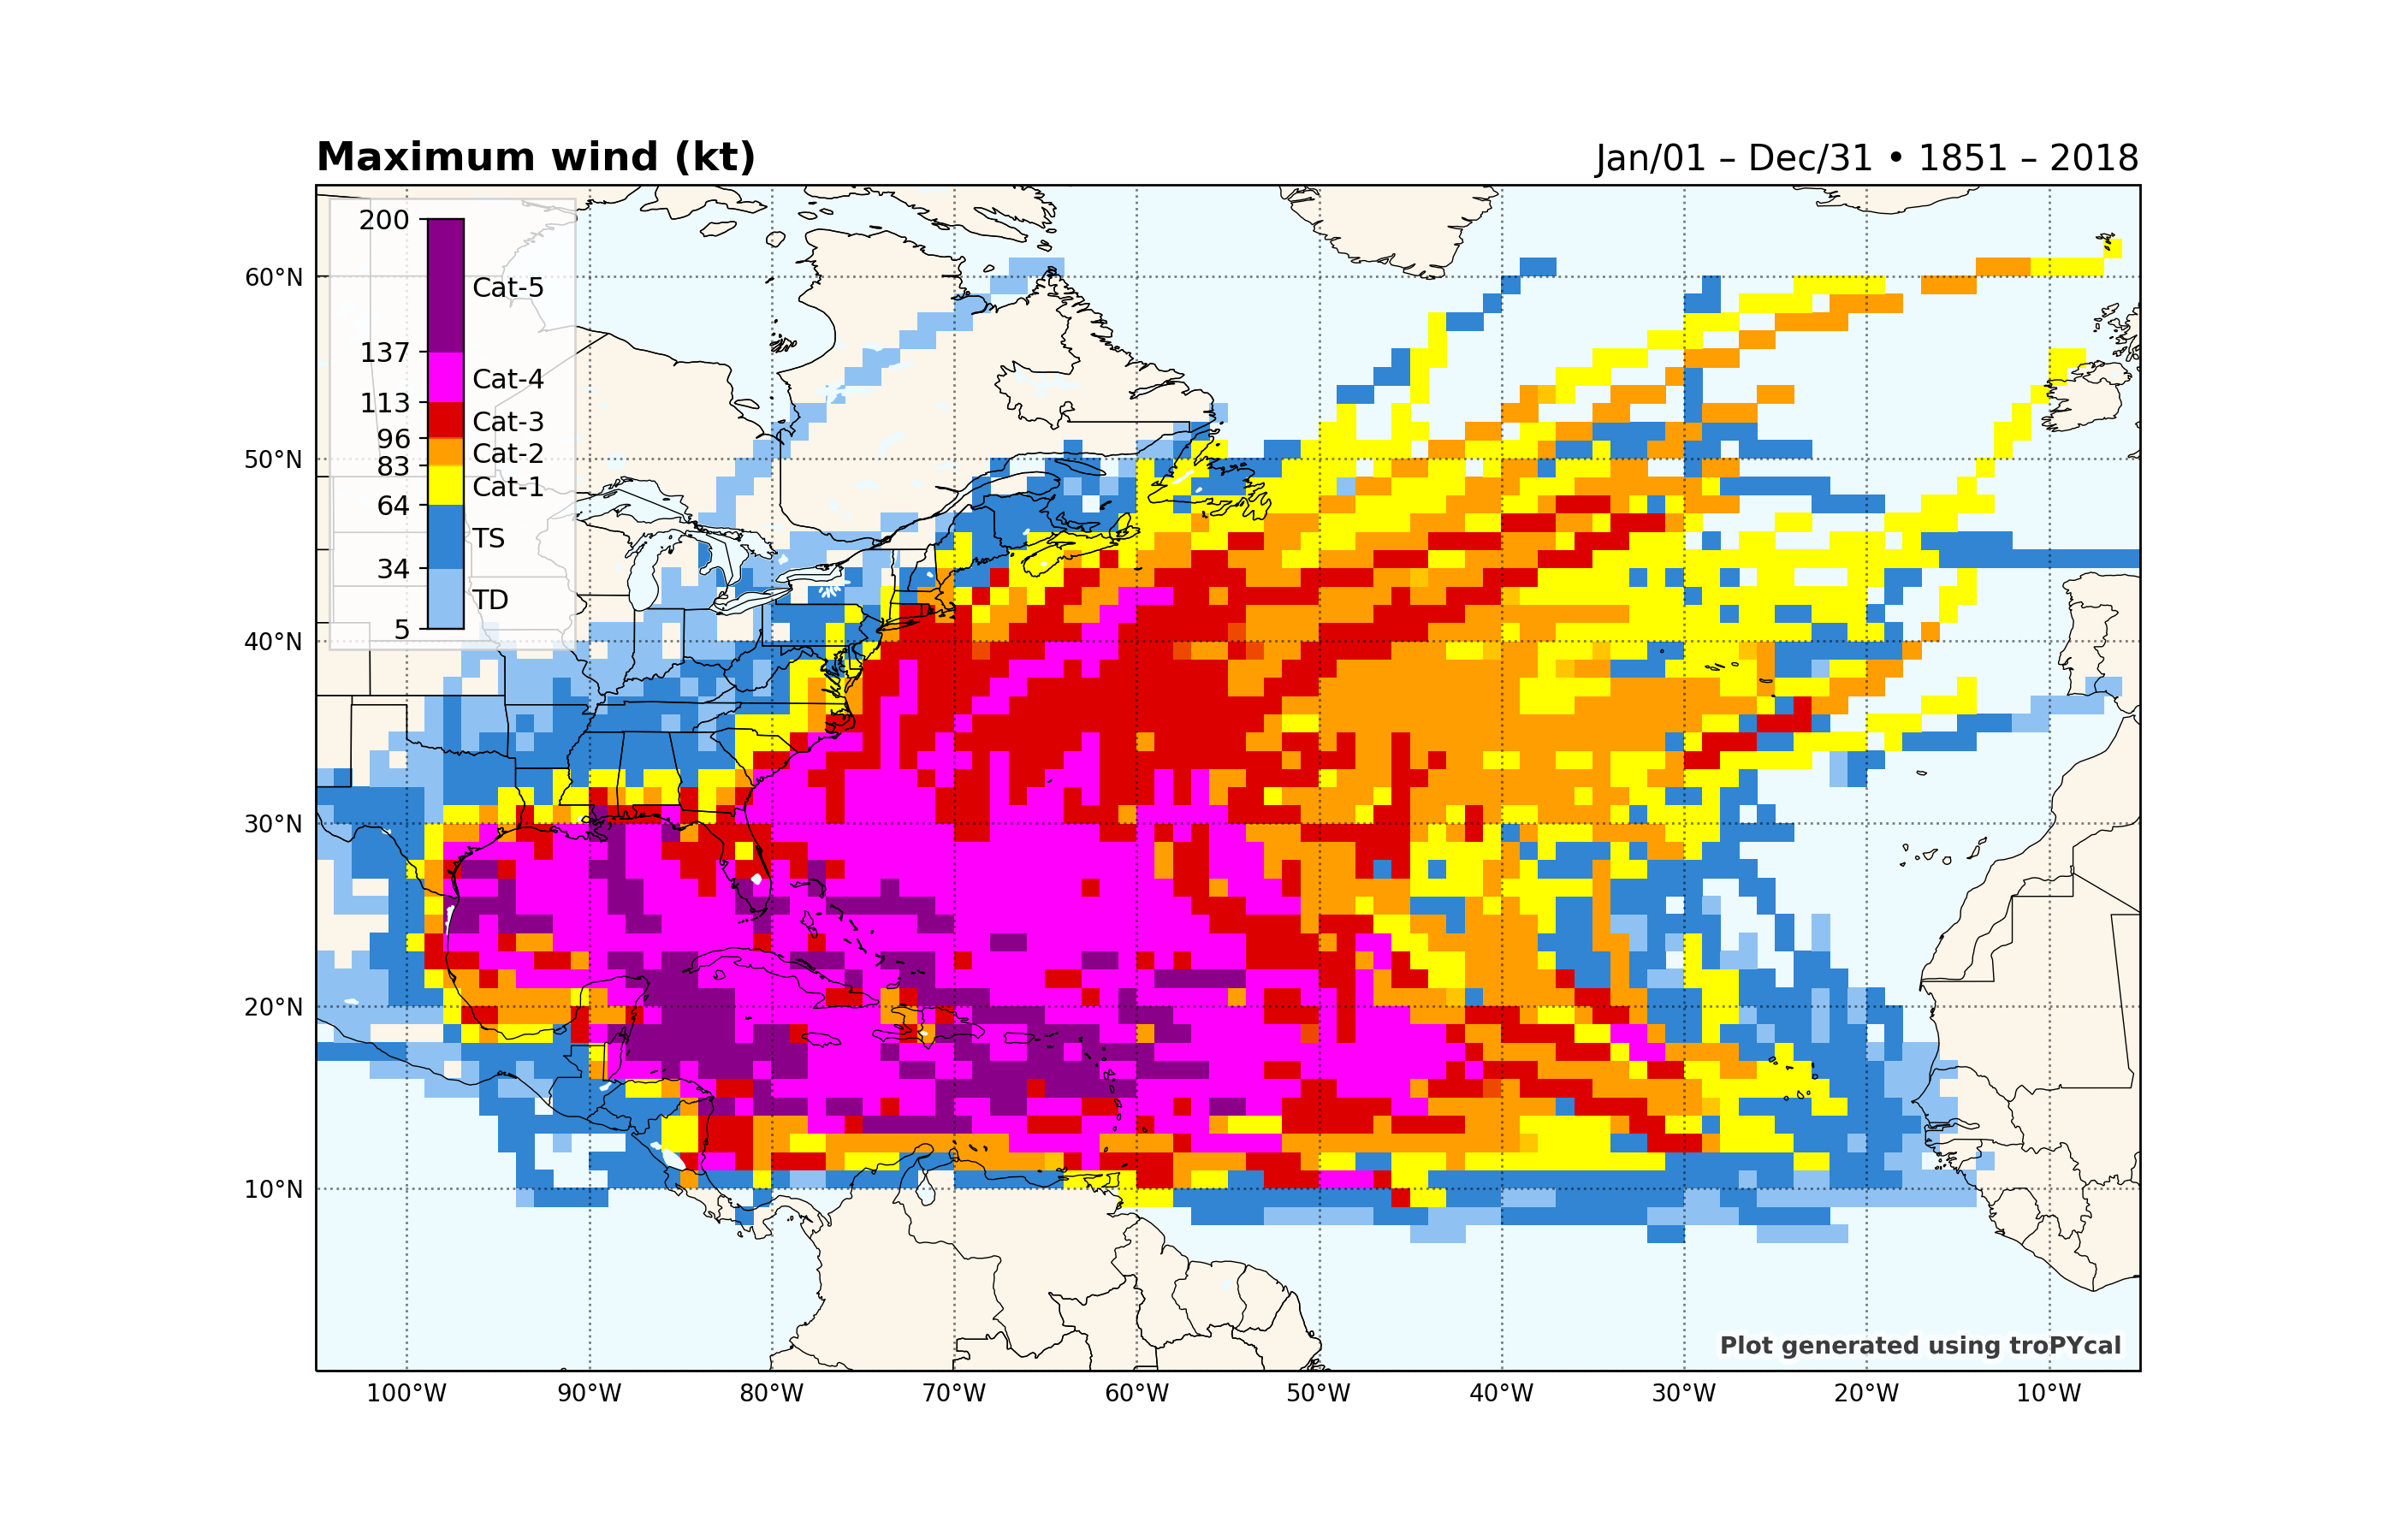 Maximum wind (kt)
Jan/01 – Dec/31 • 1851 – 2018
200
Cat-5
137
Cat-4
113
Cat-3
96
Cat-2
83
Cat-1
64
TS
34
TD
5
60°N
50°N
40°N
30°N
20°N
10°N
Plot generated using troPYcal
100°W 90°W 80°W 70°W 60°W 50°W 40°W 30°W 20°W 10°W